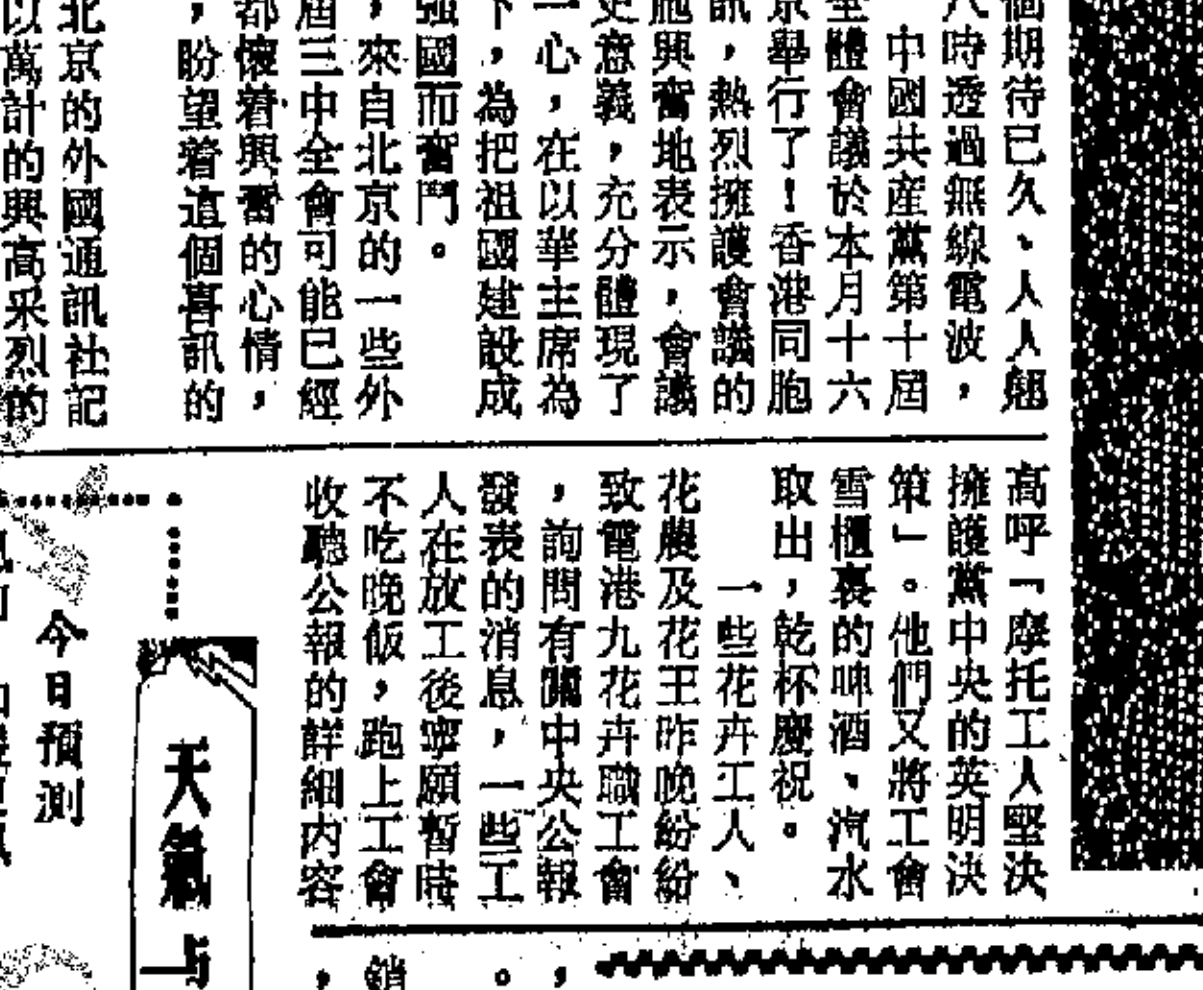 個期待已久、人人翹
八時透過無線電波，
中國共産黨第十屆
全體會議於本月十六
京舉行了！香港同胞
訊，熱烈擁護會議的
胞興奮地表示，會議
史意義，充分體現了
一心，在以華主席為
下，為把祖國建設成
强國而奮鬥。
，來自北京的一些外
屆三中全會可能已經
都懷着興奮的心情，
，盼望着這個喜訊的
北京的外國通訊社記
以萬計的興高采烈的
高呼「摩托工人堅決
擁護黨中央的英明決
策」。他們又將工會
雪櫃裏的啤酒、汽水
取出，乾杯慶祝。
一些花卉工人、
花農及花王昨晚紛紛
致電港九花卉職工會
，詢問有關中央公報
發表的消息，一些工
人在放工後寧願暫時
不吃晚飯，跑上工會
收聽公報的詳細内容
，
。
銷
，
天氣
今日預測